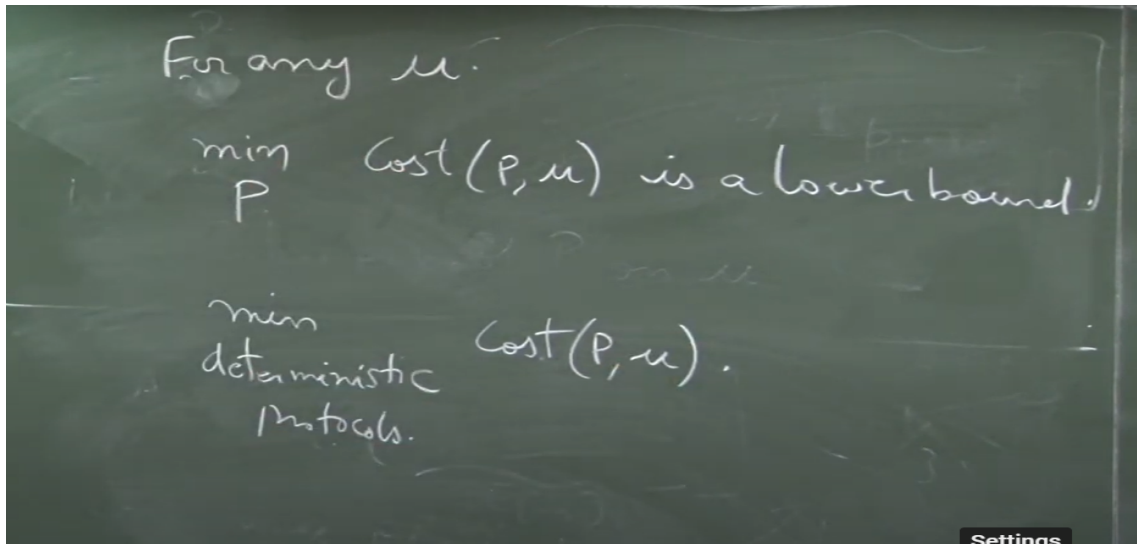 For any μ:
min Cost(P, μ) is a lower bound.
P
min
deterministic Cost(P, μ).
protocols.
Settings